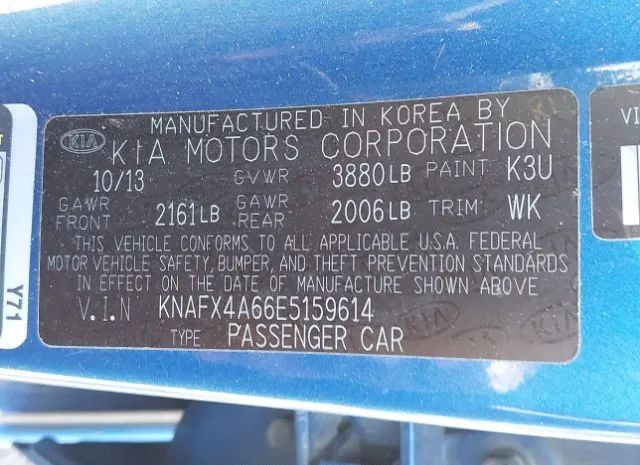 MANUFACTURED IN KOREA BY
KIA KIA MOTORS CORPORATION
10/13 GVWR 3880LB PAINT K3U
GAWR FRONT 2161LB GAWR REAR 2006LB TRIM WK
THIS VEHICLE CONFORMS TO ALL APPLICABLE U.S.A. FEDERAL
MOTOR VEHICLE SAFETY, BUMPER, AND THEFT PREVENTION STANDARDS
IN EFFECT ON THE DATE OF MANUFACTURE SHOWN ABOVE
V.I.N KNAFX4A66E5159614
TYPE PASSENGER CAR
Y71
VI